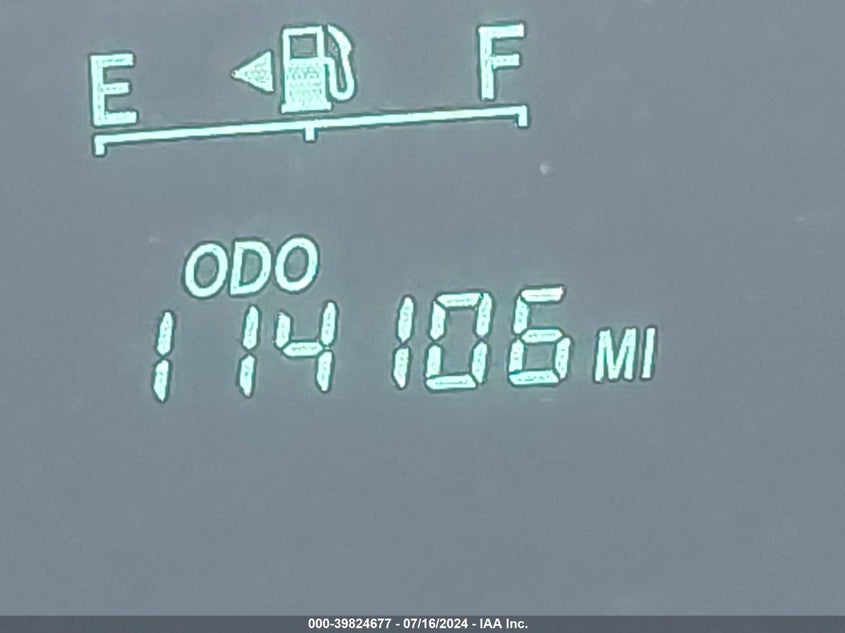 E F
ODO
114106 MI
000-39824677 - 07/16/2024 - IAA Inc.